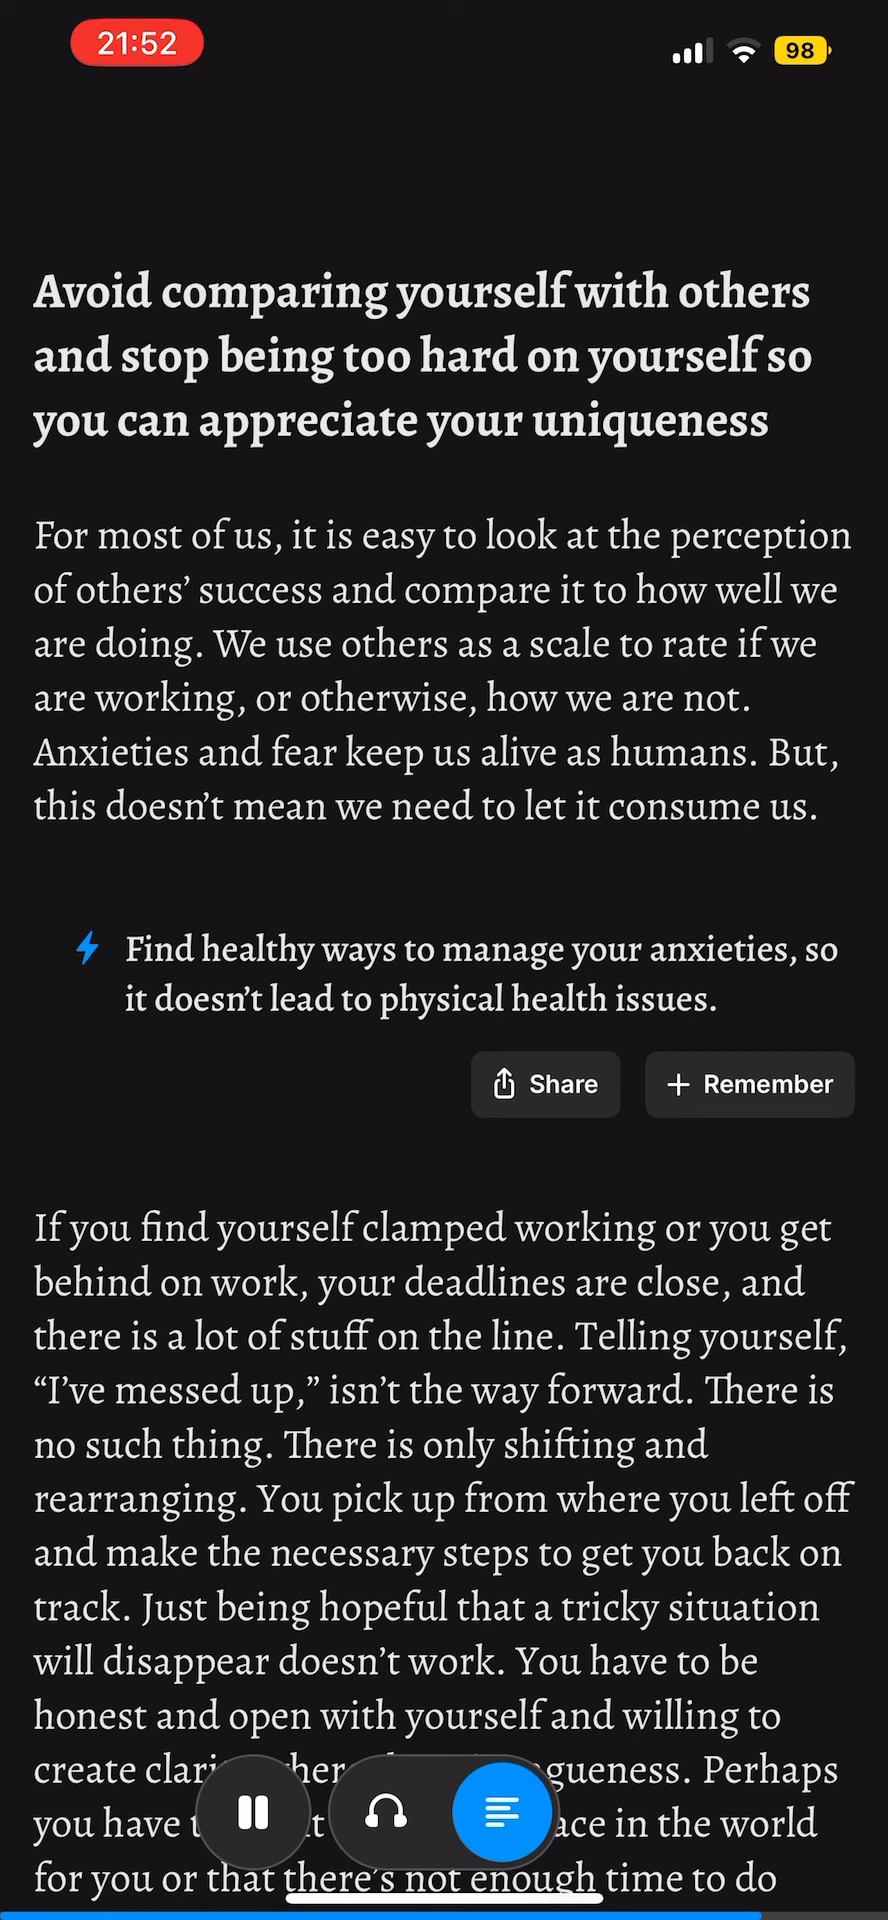 21:52
98
Avoid comparing yourself with others
and stop being too hard on yourself so
you can appreciate your uniqueness
For most of us, it is easy to look at the perception
of others’ success and compare it to how well we
are doing. We use others as a scale to rate if we
are working, or otherwise, how we are not.
Anxieties and fear keep us alive as humans. But,
this doesn’t mean we need to let it consume us.
Find healthy ways to manage your anxieties, so
it doesn’t lead to physical health issues.
Share
Remember
If you find yourself clamped working or you get
behind on work, your deadlines are close, and
there is a lot of stuff on the line. Telling yourself,
“I’ve messed up,” isn’t the way forward. There is
no such thing. There is only shifting and
rearranging. You pick up from where you left off
and make the necessary steps to get you back on
track. Just being hopeful that a tricky situation
will disappear doesn’t work. You have to be
honest and open with yourself and willing to
create Perhaps
you have in the world
for you or that there’s not enough time to do